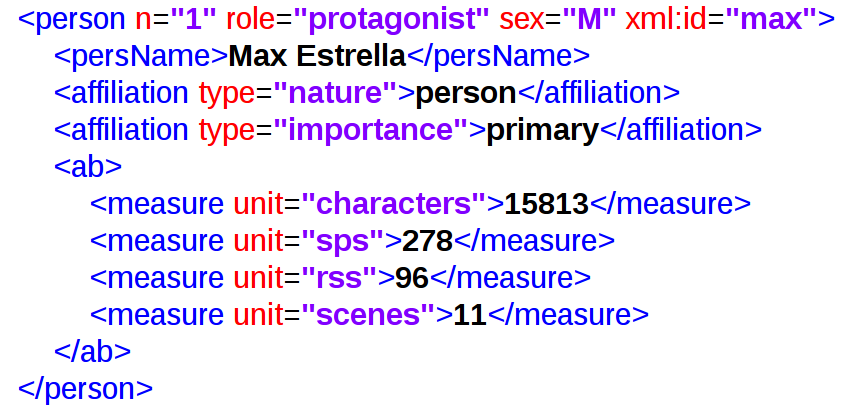 <person n="1" role="protagonist" sex="M" xml:id="max">
<persName>Max Estrella</persName>
<affiliation type="nature">person</affiliation>
<affiliation type="importance">primary</affiliation>
<ab>
<measure unit="characters">15813</measure>
<measure unit="sps">278</measure>
<measure unit="rss">96</measure>
<measure unit="scenes">11</measure>
</ab>
</person>